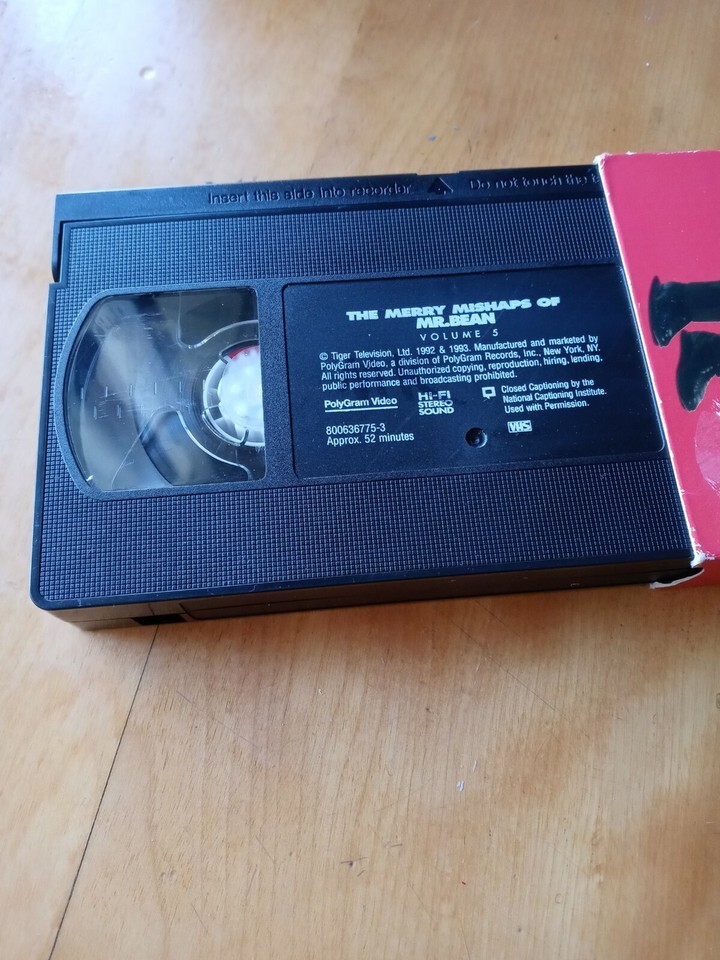 Insert this side into recorder
Do not touch the
THE MERRY MISHAPS OF
MR.BEAN
VOLUME 5
© Tiger Television, Ltd. 1992 & 1993. Manufactured and marketed by
PolyGram Video, a division of PolyGram Records, Inc., New York, NY.
All rights reserved. Unauthorized copying, reproduction, hiring, lending,
public performance and broadcasting prohibited.
PolyGram Video
HI-FI
STEREO
SOUND
Closed Captioning by the
National Captioning Institute.
Used with Permission.
800636775-3
Approx. 52 minutes
VHS